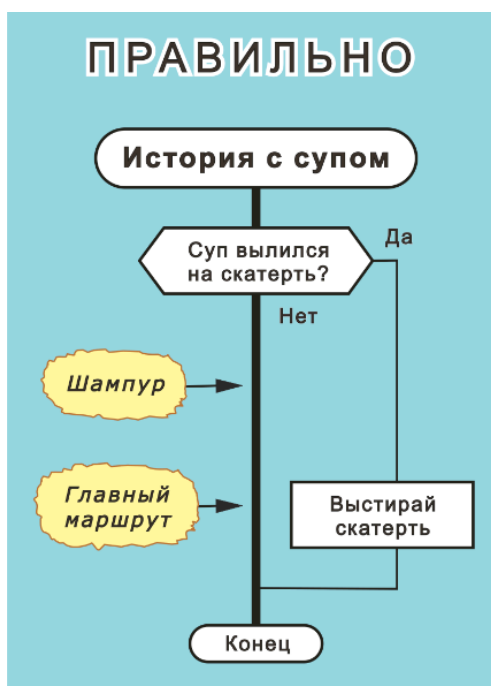 ПРАВИЛЬНО
История с супом
Суп вылился
на скатерть?
Да
Нет
Шампур
Главный
маршрут
Выстирай
скатерть
Конец